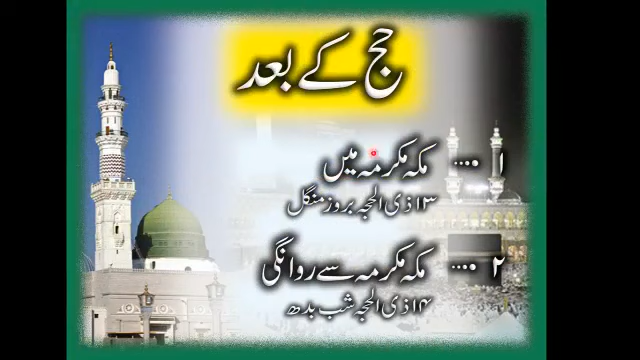 حج کے بعد
۱ .... مکہ مکرمہ میں
۱۳ ذی الحجہ بروز منگل
۲ .... مکہ مکرمہ سے روانگی
۱۴ ذی الحجہ شب بدھ